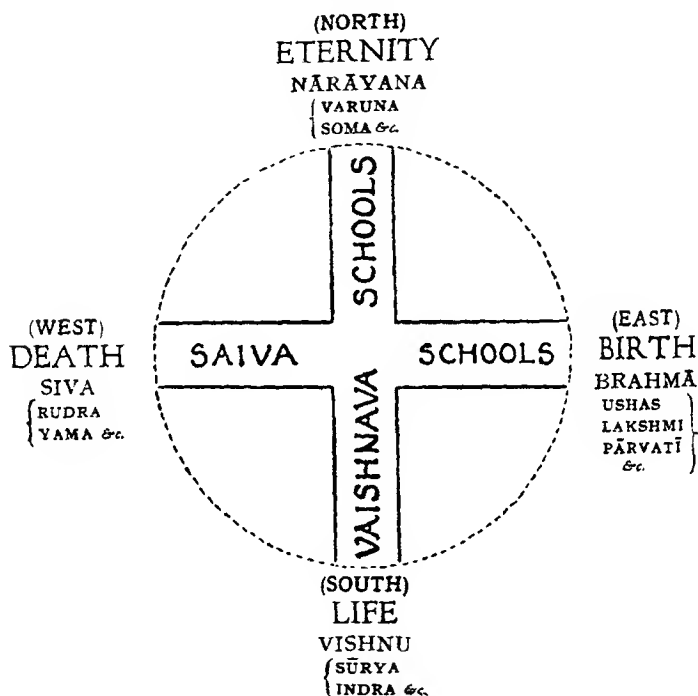 (NORTH)
ETERNITY
NĀRĀYANA
VARUNA
SOMA &c.
SCHOOLS
(WEST)
DEATH
SIVA
RUDRA
YAMA &c.
SAIVA SCHOOLS
(EAST)
BIRTH
BRAHMĀ
USHAS
LAKSHMI
PĀRVATĪ
&c.
VAISHNAVA
(SOUTH)
LIFE
VISHNU
SŪRYA
INDRA &c.